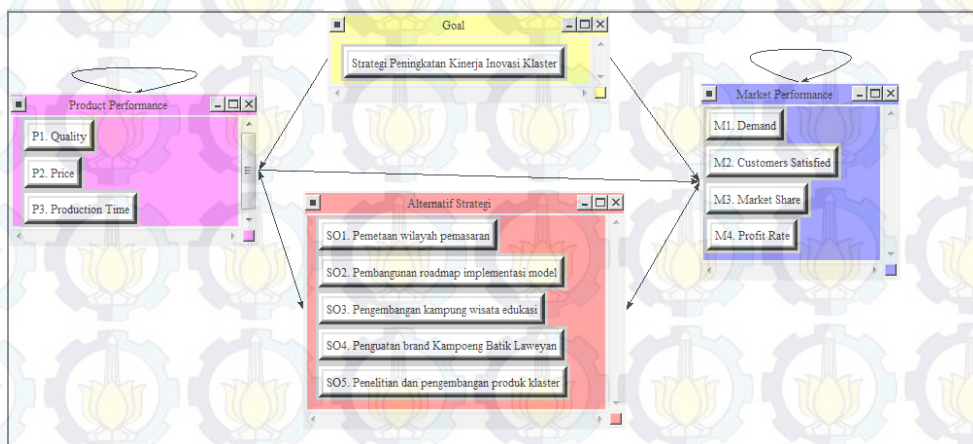 Goal
Strategi Peningkatan Kinerja Inovasi Klaster
Product Performance
P1. Quality
P2. Price
P3. Production Time
Market Performance
M1. Demand
M2. Customers Satisfied
M3. Market Share
M4. Profit Rate
Alternatif Strategi
SO1. Pemetaan wilayah pemasaran
SO2. Pembangunan roadmap implementasi model
SO3. Pengembangan kampung wisata edukasi
SO4. Penguatan brand Kampoeng Batik Laweyan
SO5. Penelitian dan pengembangan produk klaster